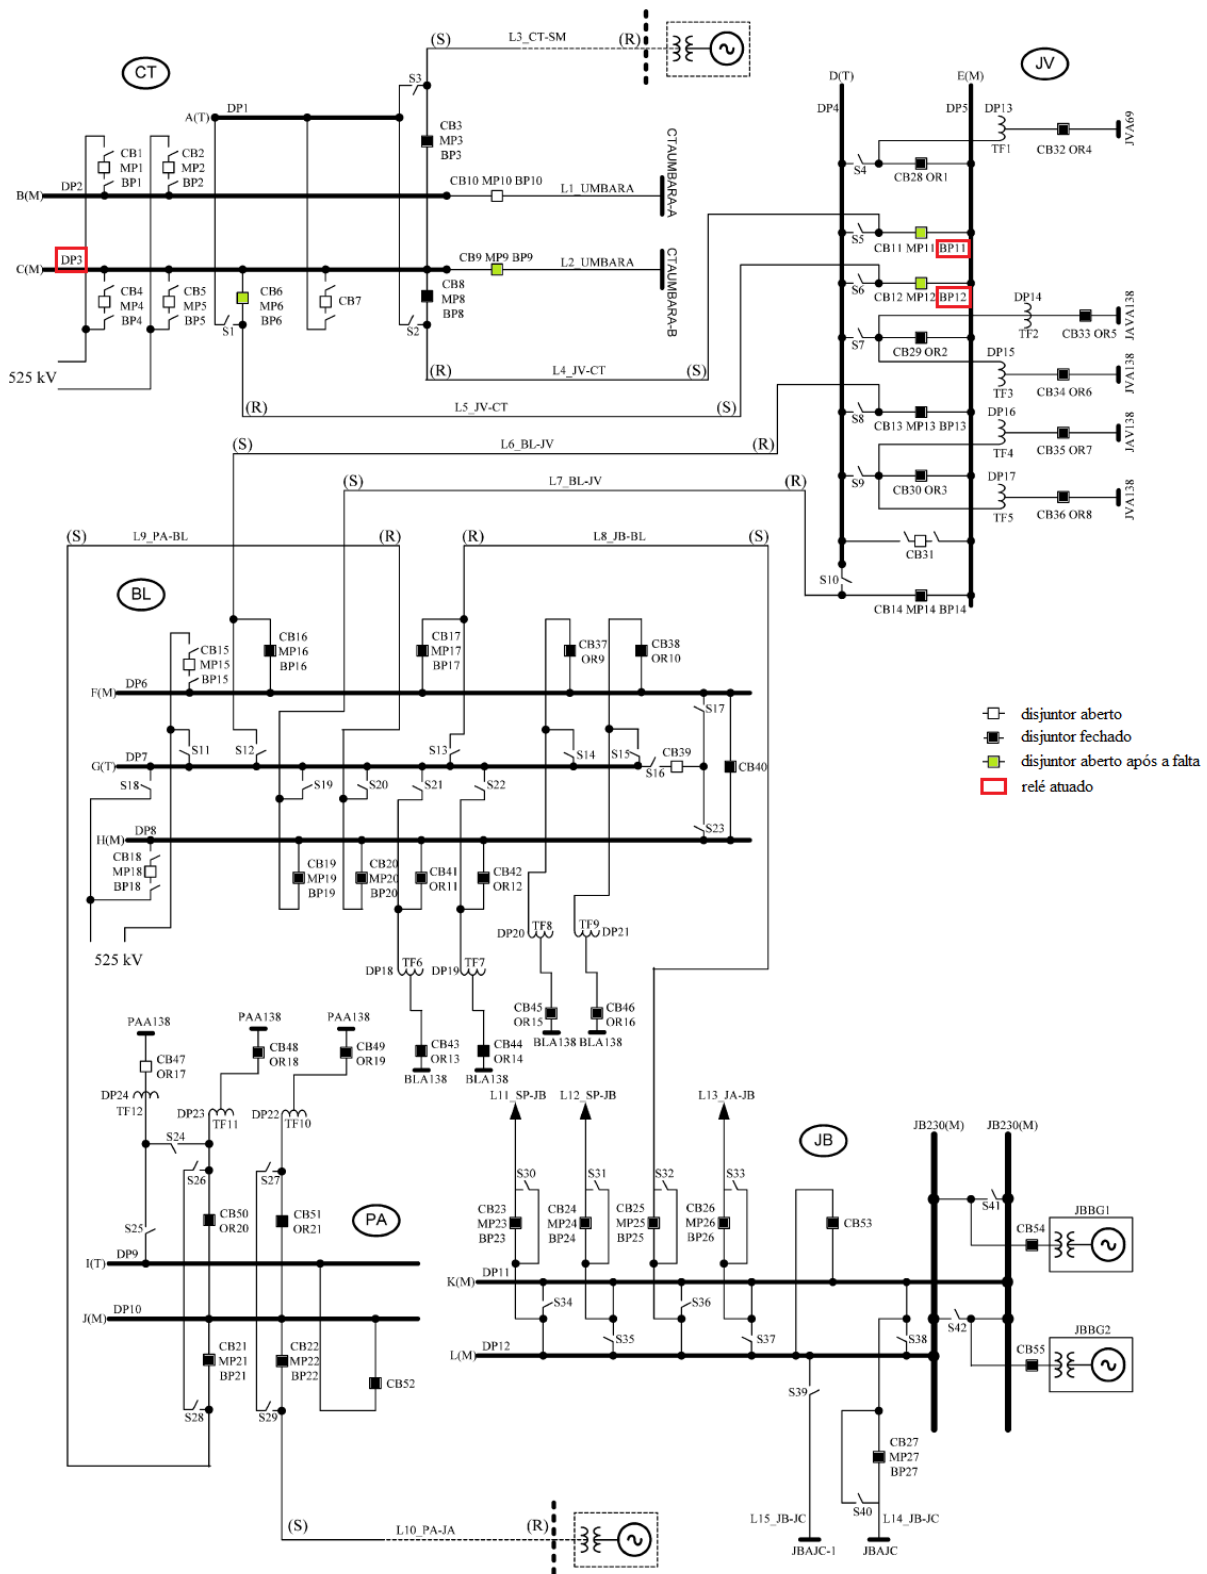 CT
(S)
L3_CT-SM
(R)
S3
A(T)
DP1
CB1
MP1
BP1
CB2
MP2
BP2
CB3
MP3
BP3
B(M)
DP2
CB10 MP10 BP10
L1_UMBARA
CTAUMBARA-A
C(M)
DP3
CB9 MP9 BP9
L2_UMBARA
CTAUMBARA-B
CB4
MP4
BP4
CB5
MP5
BP5
CB6
MP6
BP6
CB7
CB8
MP8
BP8
S1
S2
525 kV
(R)
L4_JV-CT
(S)
(R)
L5_JV-CT
(S)
(S)
L6_BL-JV
(R)
(S)
L7_BL-JV
(R)
JV
D(T)
E(M)
DP4
DP5
DP13
TF1
CB32 OR4
JVA69
S4
CB28 OR1
S5
CB11 MP11 BP11
S6
CB12 MP12 BP12
DP14
TF2
CB33 OR5
JAVA138
S7
CB29 OR2
DP15
TF3
CB34 OR6
JVA138
S8
CB13 MP13 BP13
DP16
TF4
CB35 OR7
JAV138
S9
CB30 OR3
DP17
TF5
CB36 OR8
JVA138
CB31
S10
CB14 MP14 BP14
(S)
L9_PA-BL
(R)
(R)
L8_JB-BL
(S)
BL
CB15
MP15
BP15
CB16
MP16
BP16
CB17
MP17
BP17
CB37
OR9
CB38
OR10
F(M)
DP6
S17
G(T)
DP7
S11
S12
S13
S14
S15
S16
CB39
CB40
S18
S19
S20
S21
S22
S23
H(M)
DP8
CB18
MP18
BP18
CB19
MP19
BP19
CB20
MP20
BP20
CB41
OR11
CB42
OR12
525 kV
DP18
TF6
DP19
TF7
DP20
TF8
TF9
DP21
CB43
OR13
BLA138
CB44
OR14
BLA138
CB45
OR15
BLA138
CB46
OR16
BLA138
disjuntor aberto
disjuntor fechado
disjuntor aberto após a falta
relé atuado
PAA138
PAA138
PAA138
CB47
OR17
CB48
OR18
CB49
OR19
DP24
TF12
DP23
TF11
DP22
TF10
S24
S26
S27
S25
CB50
OR20
CB51
OR21
PA
I(T)
DP9
J(M)
DP10
CB21
MP21
BP21
CB22
MP22
BP22
CB52
S28
S29
(S)
L10_PA-JA
(R)
L11_SP-JB
L12_SP-JB
L13_JA-JB
JB
JB230(M)
JB230(M)
S30
S31
S32
S33
CB23
MP23
BP23
CB24
MP24
BP24
CB25
MP25
BP25
CB26
MP26
BP26
CB53
S41
CB54
JBBG1
K(M)
DP11
S34
S35
S36
S37
S38
L(M)
DP12
S42
CB55
JBBG2
S39
CB27
MP27
BP27
S40
L15_JB-JC
L14_JB-JC
JBAJC-1
JBAJC